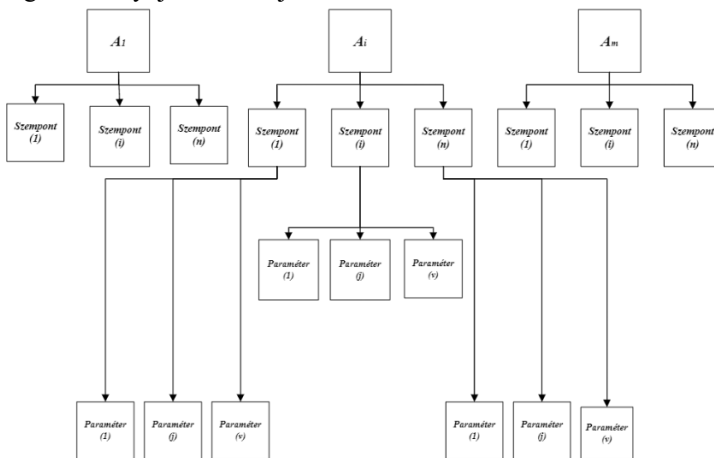 A1
Ai
Am
Szempont
(1)
Szempont
(i)
Szempont
(n)
Szempont
(1)
Szempont
(i)
Szempont
(n)
Szempont
(1)
Szempont
(i)
Szempont
(n)
Paraméter
(1)
Paraméter
(j)
Paraméter
(v)
Paraméter
(1)
Paraméter
(j)
Paraméter
(v)
Paraméter
(1)
Paraméter
(j)
Paraméter
(v)